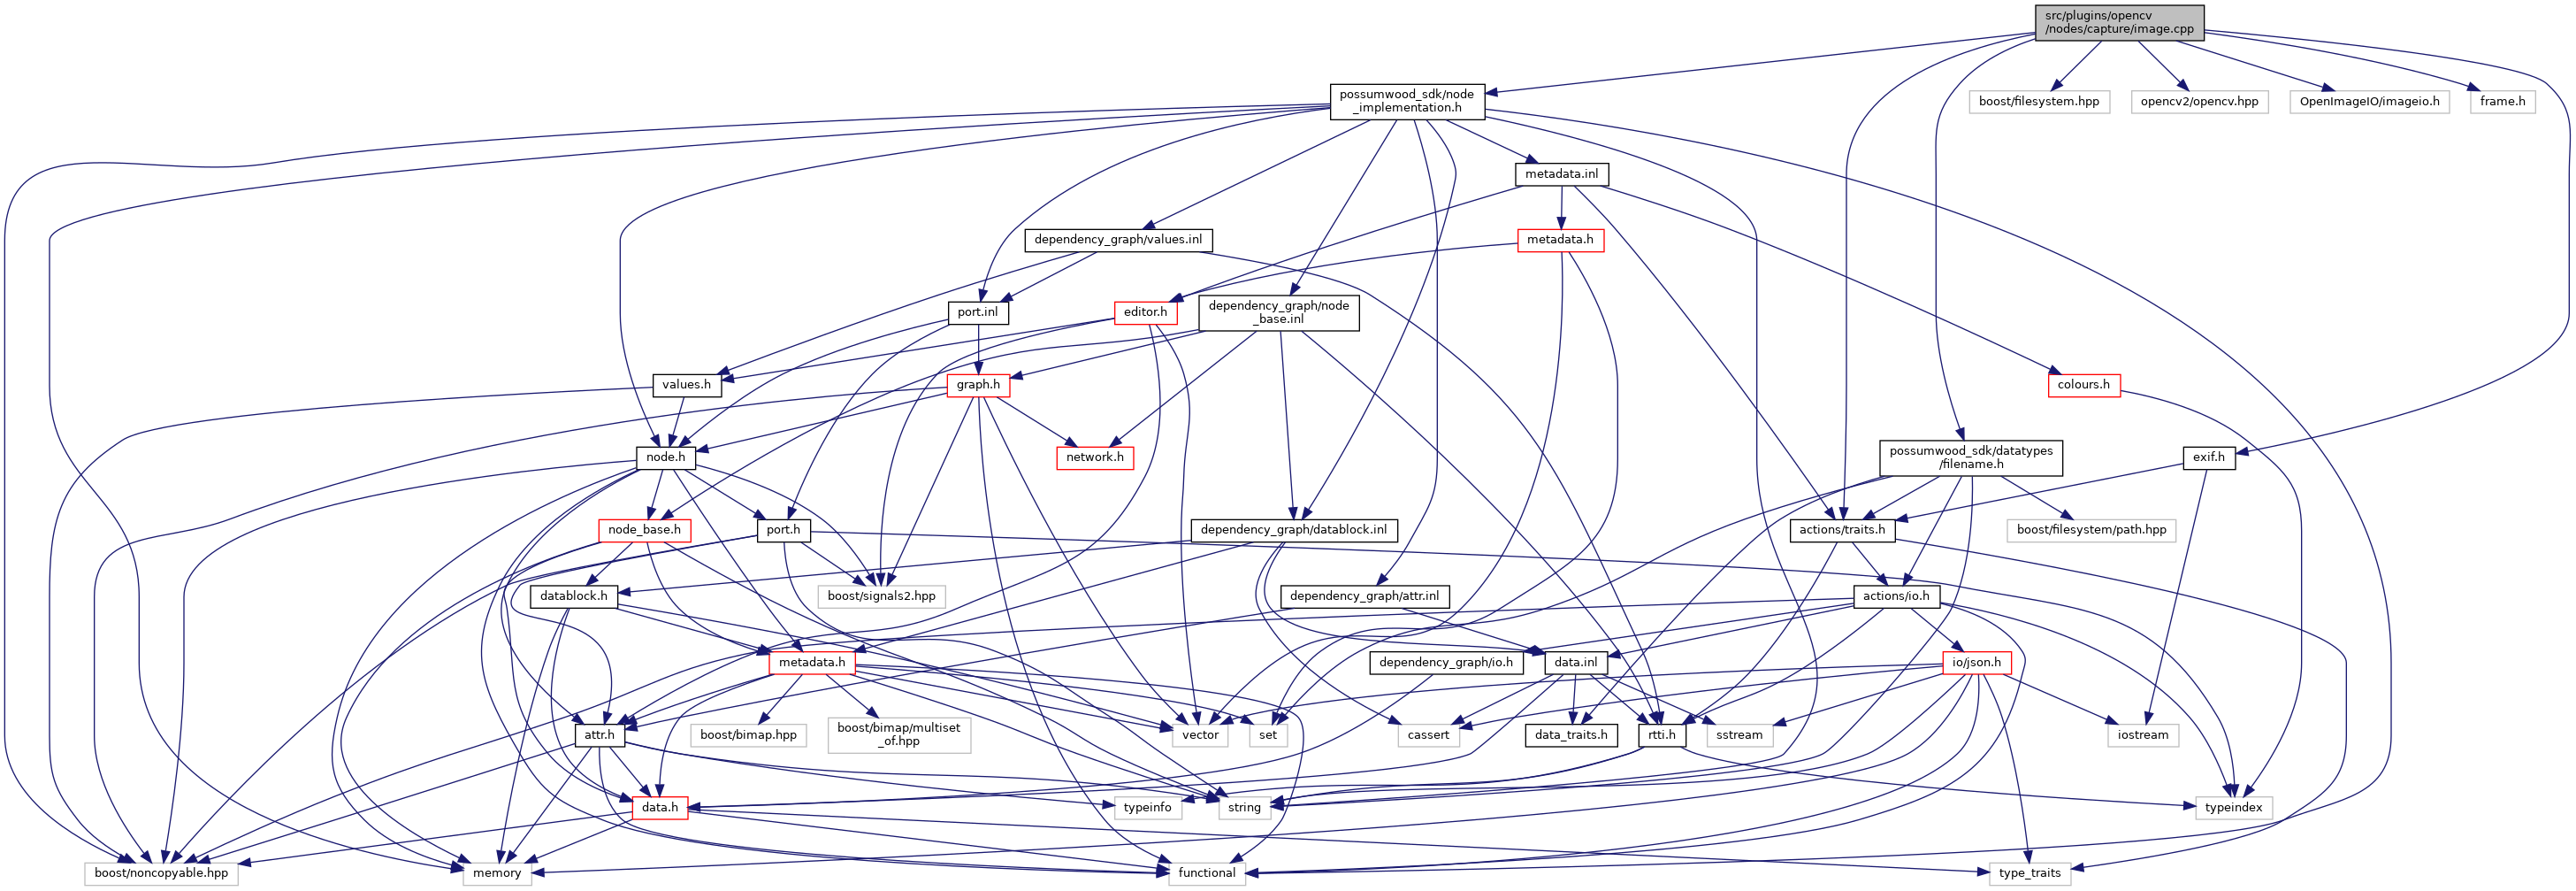 src/plugins/opencv
/nodes/capture/image.cpp
possumwood_sdk/node
_implementation.h
boost/filesystem.hpp
opencv2/opencv.hpp
OpenImageIO/imageio.h
frame.h
metadata.inl
dependency_graph/values.inl
metadata.h
port.inl
editor.h
dependency_graph/node
_base.inl
values.h
graph.h
colours.h
node.h
network.h
possumwood_sdk/datatypes
/filename.h
exif.h
node_base.h
port.h
dependency_graph/datablock.inl
actions/traits.h
boost/filesystem/path.hpp
datablock.h
boost/signals2.hpp
dependency_graph/attr.inl
actions/io.h
metadata.h
dependency_graph/io.h
data.inl
io/json.h
attr.h
boost/bimap.hpp
boost/bimap/multiset
_of.hpp
vector
set
cassert
data_traits.h
rtti.h
sstream
iostream
data.h
typeinfo
string
typeindex
boost/noncopyable.hpp
memory
functional
type_traits